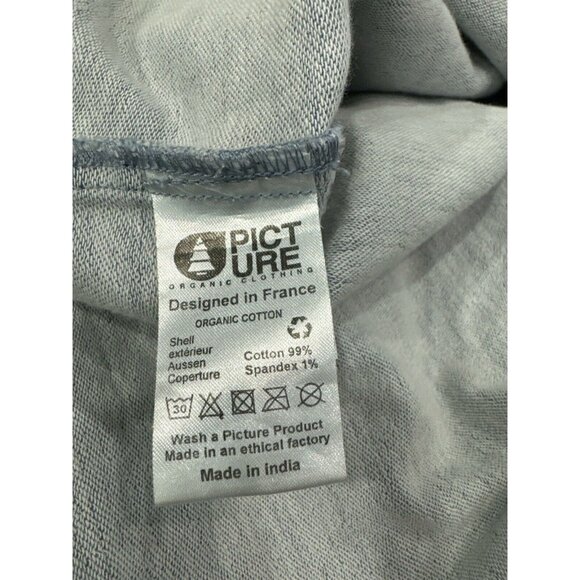 PICT
URE
ORGANIC CLOTHING
Designed in France
ORGANIC COTTON
Shell
extérieur
Aussen
Coperture
Cotton 99%
Spandex 1%
30
Wash a Picture Product
Made in an ethical factory
Made in India